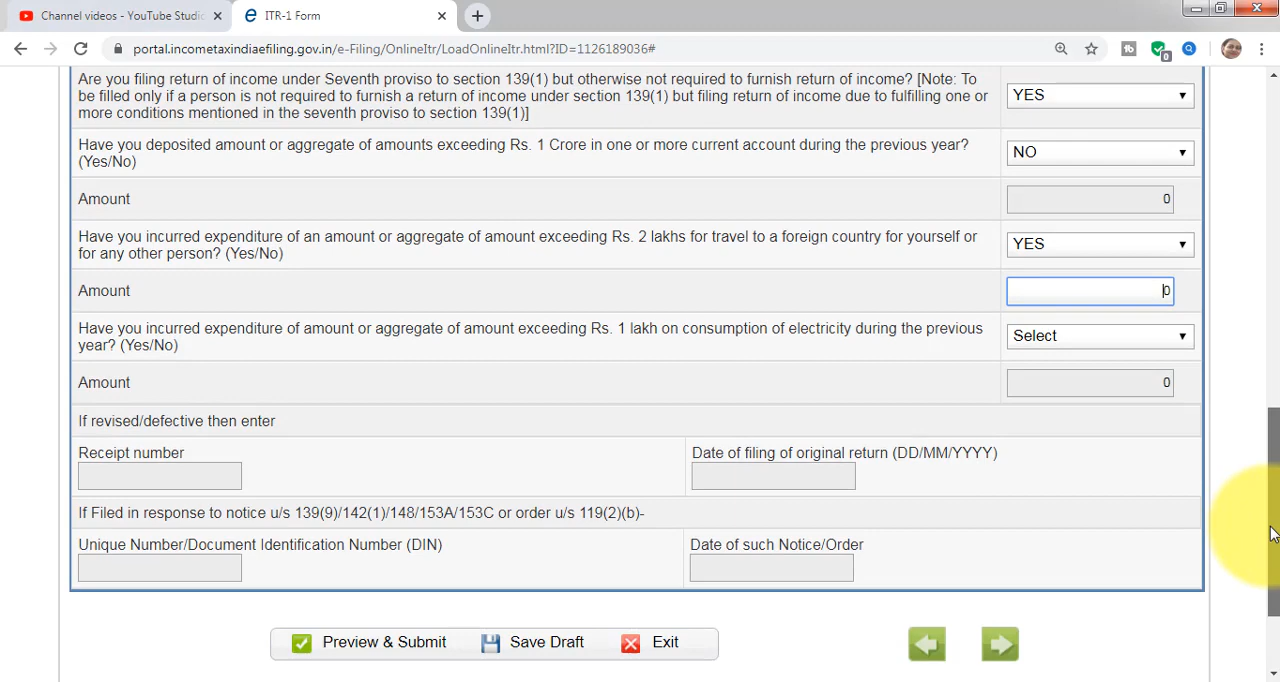 Channel videos - YouTube Studio
ITR-1 Form
portal.incometaxindiaefiling.gov.in/e-Filing/OnlineItr/LoadOnlineItr.html?ID=1126189036#
Are you filing return of income under Seventh proviso to section 139(1) but otherwise not required to furnish return of income? [Note: To
be filled only if a person is not required to furnish a return of income under section 139(1) but filing return of income due to fulfilling one or
more conditions mentioned in the seventh proviso to section 139(1)]
YES
Have you deposited amount or aggregate of amounts exceeding Rs. 1 Crore in one or more current account during the previous year?
(Yes/No)
NO
Amount
0
Have you incurred expenditure of an amount or aggregate of amount exceeding Rs. 2 lakhs for travel to a foreign country for yourself or
for any other person? (Yes/No)
YES
Amount
0
Have you incurred expenditure of amount or aggregate of amount exceeding Rs. 1 lakh on consumption of electricity during the previous
year? (Yes/No)
Select
Amount
0
If revised/defective then enter
Receipt number
Date of filing of original return (DD/MM/YYYY)
If Filed in response to notice u/s 139(9)/142(1)/148/153A/153C or order u/s 119(2)(b)-
Unique Number/Document Identification Number (DIN)
Date of such Notice/Order
Preview & Submit
Save Draft
Exit